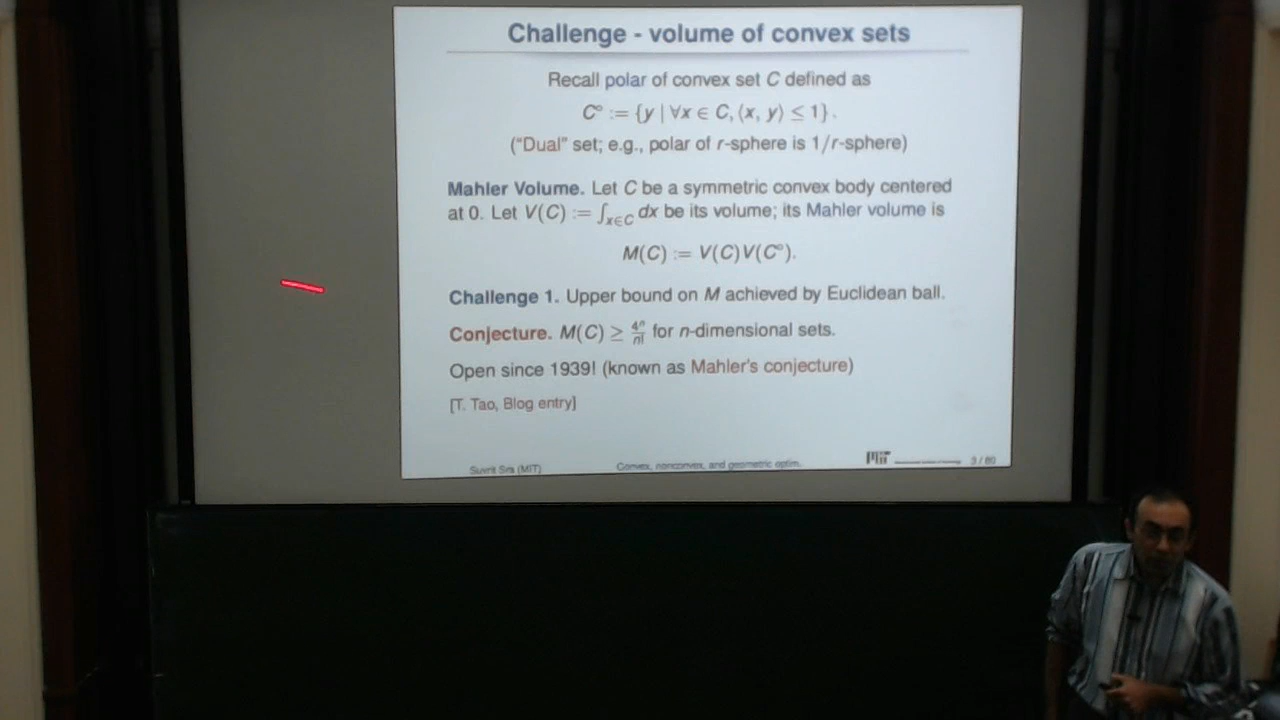 Challenge - volume of convex sets
Recall polar of convex set C defined as
C° := {y | ∀x ∈ C, ⟨x, y⟩ ≤ 1}.
("Dual" set; e.g., polar of r-sphere is 1/r-sphere)
Mahler Volume. Let C be a symmetric convex body centered
at 0. Let V(C) := ∫x∈C dx be its volume; its Mahler volume is
M(C) := V(C)V(C°).
Challenge 1. Upper bound on M achieved by Euclidean ball.
Conjecture. M(C) ≥ 4ⁿ/n! for n-dimensional sets.
Open since 1939! (known as Mahler's conjecture)
[T. Tao, Blog entry]
Suvrit Sra (MIT) Convex, nonconvex, and geometric optim. MIT 3 / 80